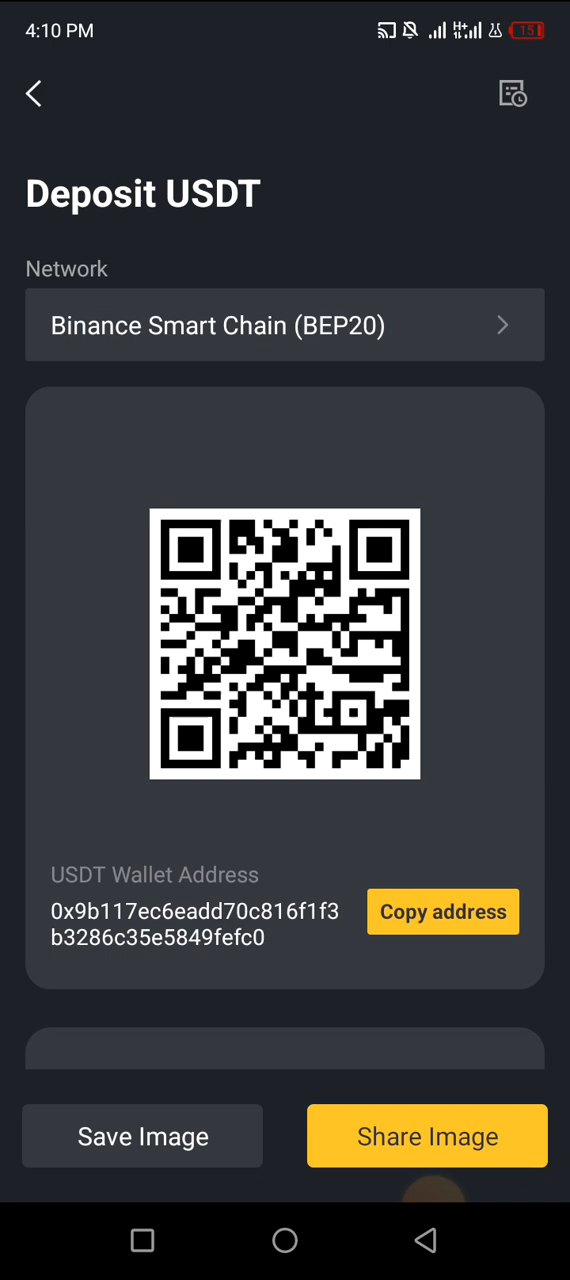 4:10 PM
H+
15
Deposit USDT
Network
Binance Smart Chain (BEP20)
USDT Wallet Address
0x9b117ec6eadd70c816f1f3
b3286c35e5849fefc0
Copy address
Save Image
Share Image